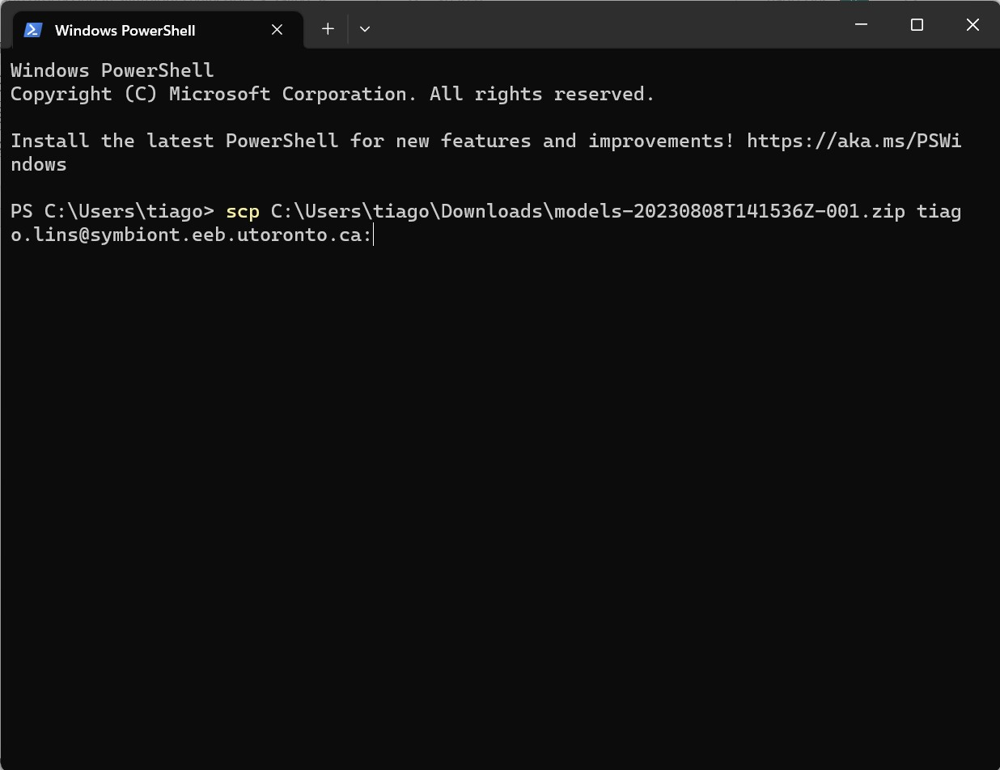 Windows PowerShell
Windows PowerShell
Copyright (C) Microsoft Corporation. All rights reserved.
Install the latest PowerShell for new features and improvements! https://aka.ms/PSWi
ndows
PS C:\Users\tiago> scp C:\Users\tiago\Downloads\models-20230808T141536Z-001.zip tiag
o.lins@symbiont.eeb.utoronto.ca: